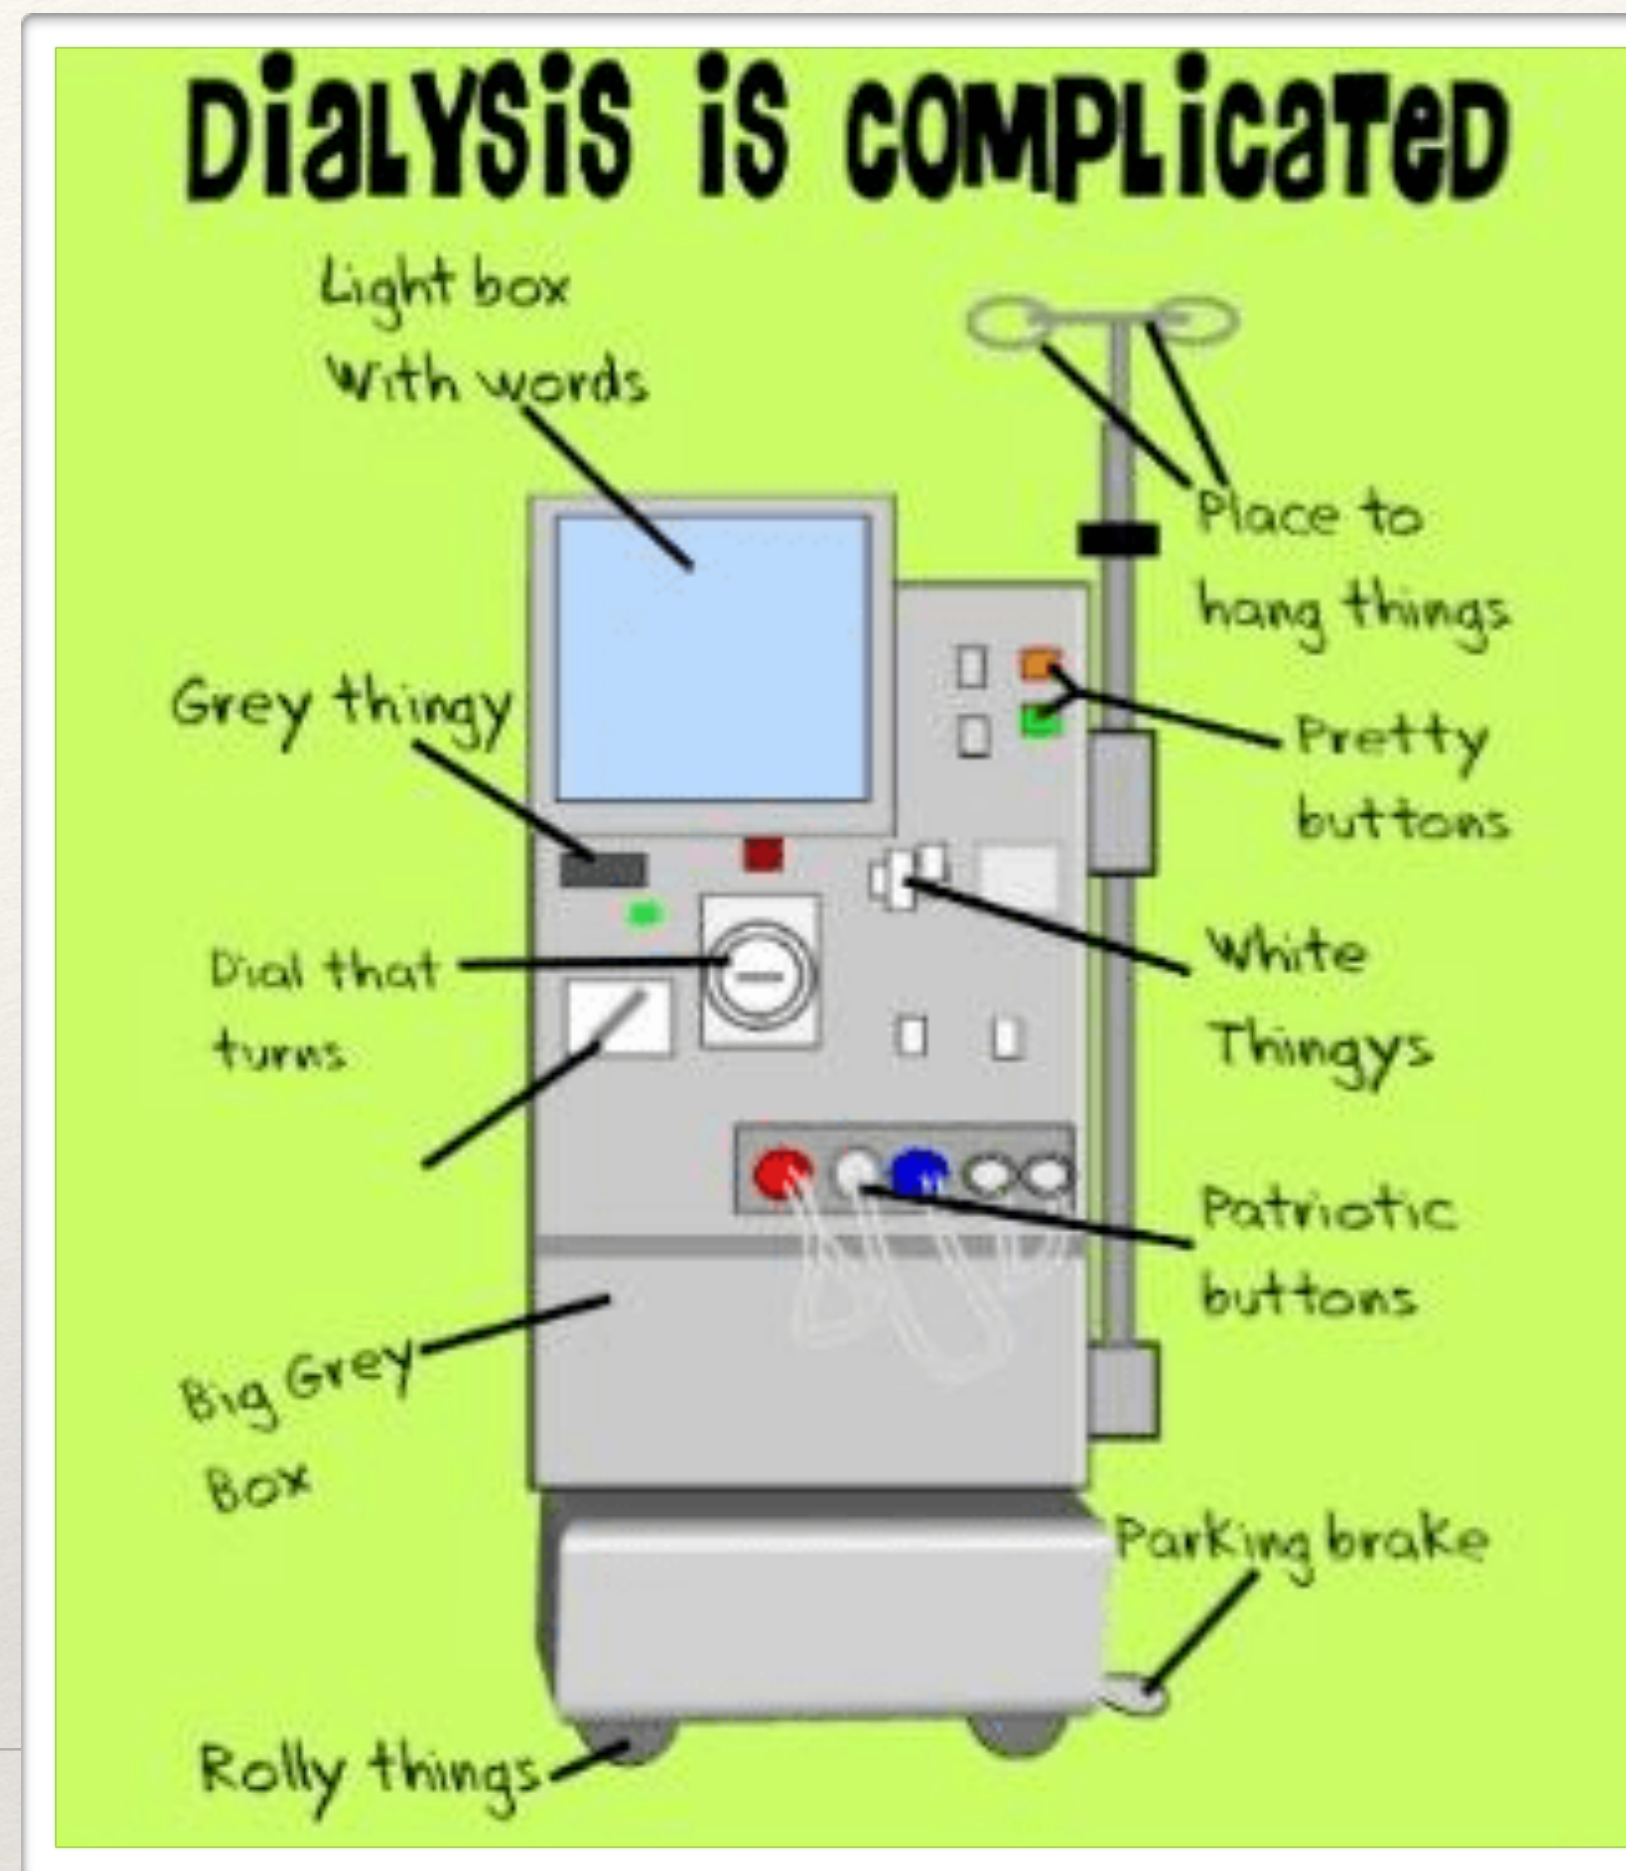 DiaLYSiS iS COMPLiCaTeD
Light box
With words
Place to
hang things
Grey thingy
Pretty
buttons
Dial that
turns
White
Thingys
Patriotic
buttons
Big Grey
Box
Parking brake
Rolly things